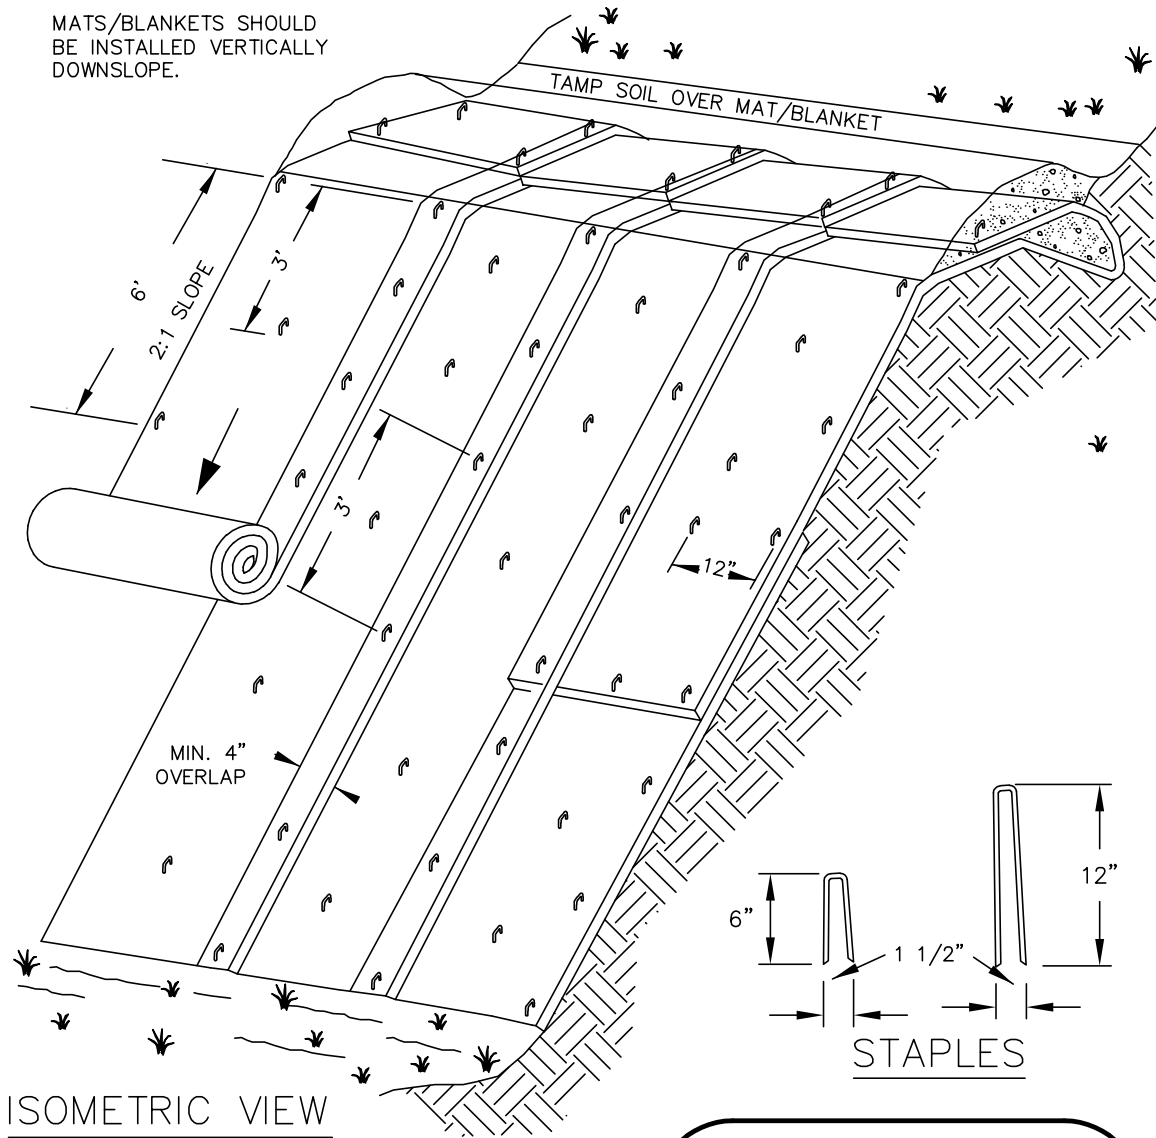 MATS/BLANKETS SHOULD
BE INSTALLED VERTICALLY
DOWNSLOPE.
TAMP SOIL OVER MAT/BLANKET
6'
2:1 SLOPE
3'
3'
12"
MIN. 4"
OVERLAP
6"
12"
1 1/2"
STAPLES
ISOMETRIC VIEW